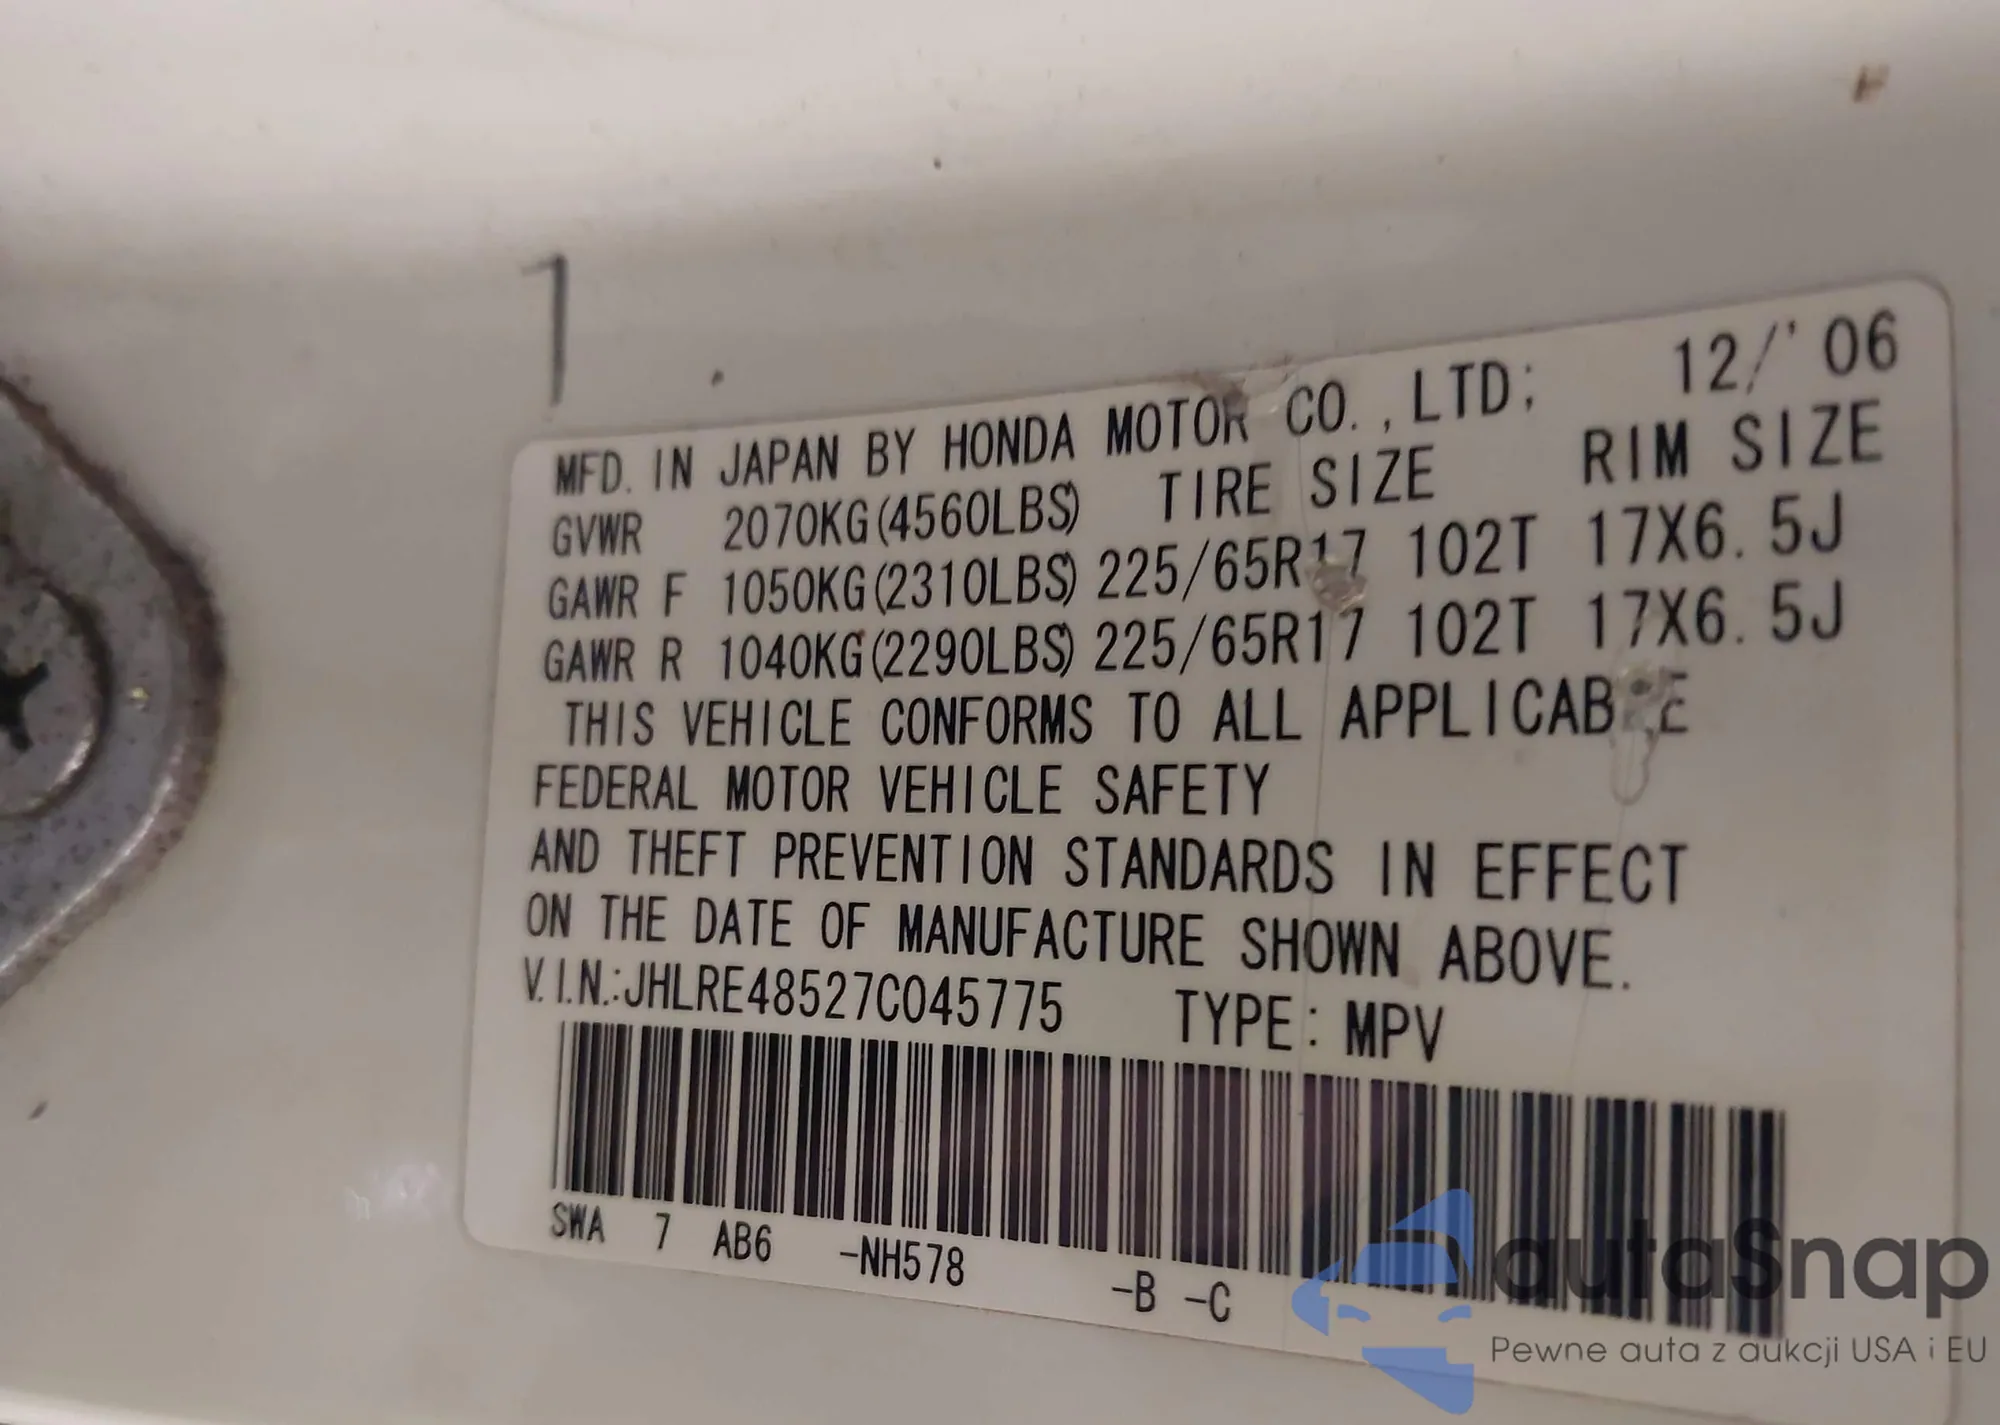 MFD. IN JAPAN BY HONDA MOTOR CO.,LTD; 12/'06
GVWR 2070KG(4560LBS) TIRE SIZE RIM SIZE
GAWR F 1050KG(2310LBS) 225/65R17 102T 17X6.5J
GAWR R 1040KG(2290LBS) 225/65R17 102T 17X6.5J
THIS VEHICLE CONFORMS TO ALL APPLICABLE
FEDERAL MOTOR VEHICLE SAFETY
AND THEFT PREVENTION STANDARDS IN EFFECT
ON THE DATE OF MANUFACTURE SHOWN ABOVE.
V.I.N.:JHLRE48527C045775 TYPE: MPV
SWA 7 AB6 -NH578 -B -C
autaSnap
Pewne auta z aukcji USA i EU